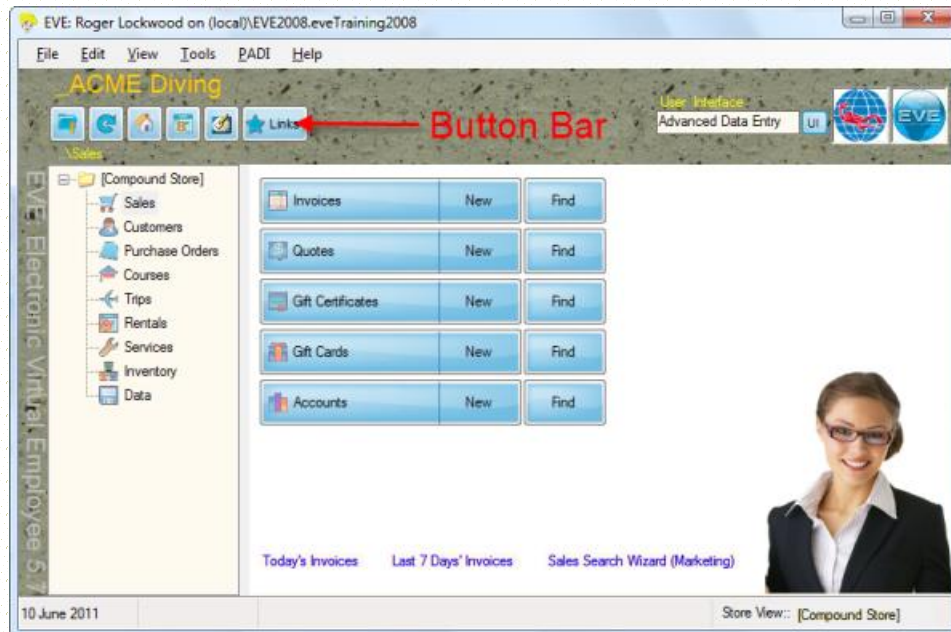 EVE: Roger Lockwood on (local)\EVE2008.eveTraining2008
File Edit View Tools PADI Help
_ACME Diving
Links
Button Bar
User Interface
Advanced Data Entry UI
EVE
..\Sales
[Compound Store]
Sales
Customers
Purchase Orders
Courses
Trips
Rentals
Services
Inventory
Data
EVE: Electronic Virtual Employee 5.7
Invoices New Find
Quotes New Find
Gift Certificates New Find
Gift Cards New Find
Accounts New Find
Today's Invoices Last 7 Days' Invoices Sales Search Wizard (Marketing)
10 June 2011 Store View:: [Compound Store]